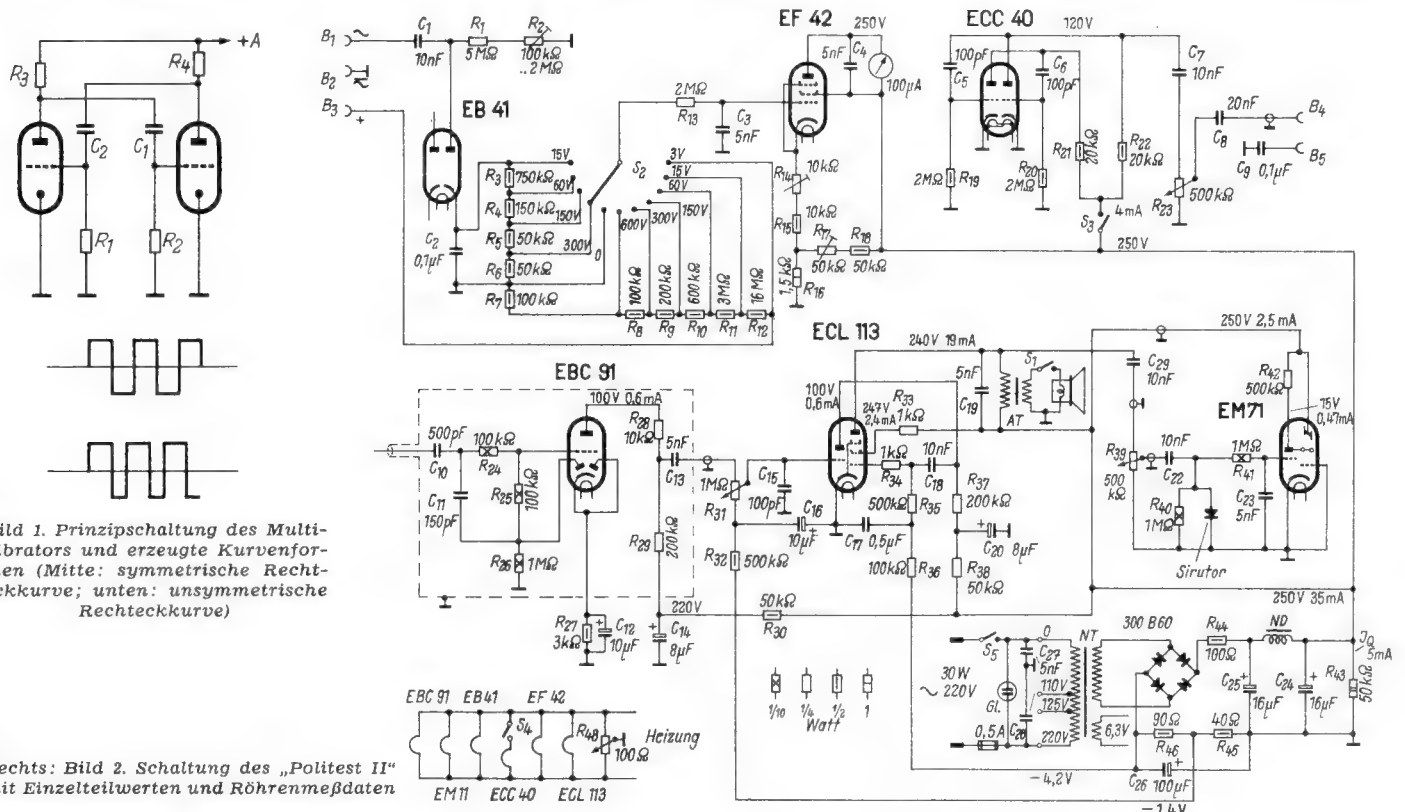 +A
R3
R4
C2
C1
R1
R2
Bild 1. Prinzipschaltung des Multi-
vibrators und erzeugte Kurvenfor-
men (Mitte: symmetrische Recht-
eckkurve; unten: unsymmetrische
Rechteckkurve)
Rechts: Bild 2. Schaltung des „Politest II“
mit Einzelteilwerten und Röhrenmeßdaten
B1
C1
10nF
R1
5MΩ
R2
100kΩ
..2MΩ
B2
B3
+
EB 41
15V
R3
750kΩ
60V
R4
150kΩ
150V
R5
50kΩ
300V
R6
50kΩ
R7
100kΩ
C2
0,1µF
0
S2
3V
15V
60V
150V
300V
600V
100kΩ
200kΩ
600kΩ
3MΩ
16MΩ
R8
R9
R10
R11
R12
2MΩ
R13
C3
5nF
EF 42
250V
5nF
C4
100µA
R14
10kΩ
10kΩ
R15
R17
50kΩ
R18
50kΩ
1,5kΩ
R16
ECC 40
120V
100pF
C5
C6
100pF
2MΩ
R19
R20
2MΩ
R21
20kΩ
R22
20kΩ
S3
4mA
250V
C7
10nF
20nF
C8
B4
C9
0,1µF
B5
R23
500kΩ
EBC 91
500pF
C10
100kΩ
R24
C11
150pF
R25
100kΩ
R26
1MΩ
100V 0,6mA
R28
10kΩ
5nF
C13
R29
200kΩ
R27
3kΩ
C12
10µF
C14
8µF
220V
50kΩ
R30
ECL 113
240V 19mA
100V
0,6mA
247V
2,4mA
R33
1kΩ
1MΩ
R31
C15
100pF
C16
10µF
R32
500kΩ
1kΩ
R34
10nF
C18
500kΩ
R35
C17
0,5µF
100kΩ
R36
R37
200kΩ
C20
8µF
R38
50kΩ
5nF
C19
AT
S1
250V 2,5mA
C29
10nF
R42
500kΩ
EM71
15V
0,47mA
R39
500
kΩ
10nF
C22
1MΩ
R41
R40
1MΩ
C23
5nF
Sirutor
250V 35mA
EBC 91
EB 41
EF 42
S4
R48
100Ω
Heizung
EM11
ECC 40
ECL 113
1/10
1/4
1/2
1
Watt
S5
30W
~ 220V
Gl.
0,5A
0
C27
5nF
110V
125V
C28
220V
NT
6,3V
300 B60
R44
100Ω
ND
JQ
5mA
C25
16µF
C24
16µF
R43
50kΩ
90Ω
R46
40Ω
R45
C26
100µF
-4,2V
-1,4V